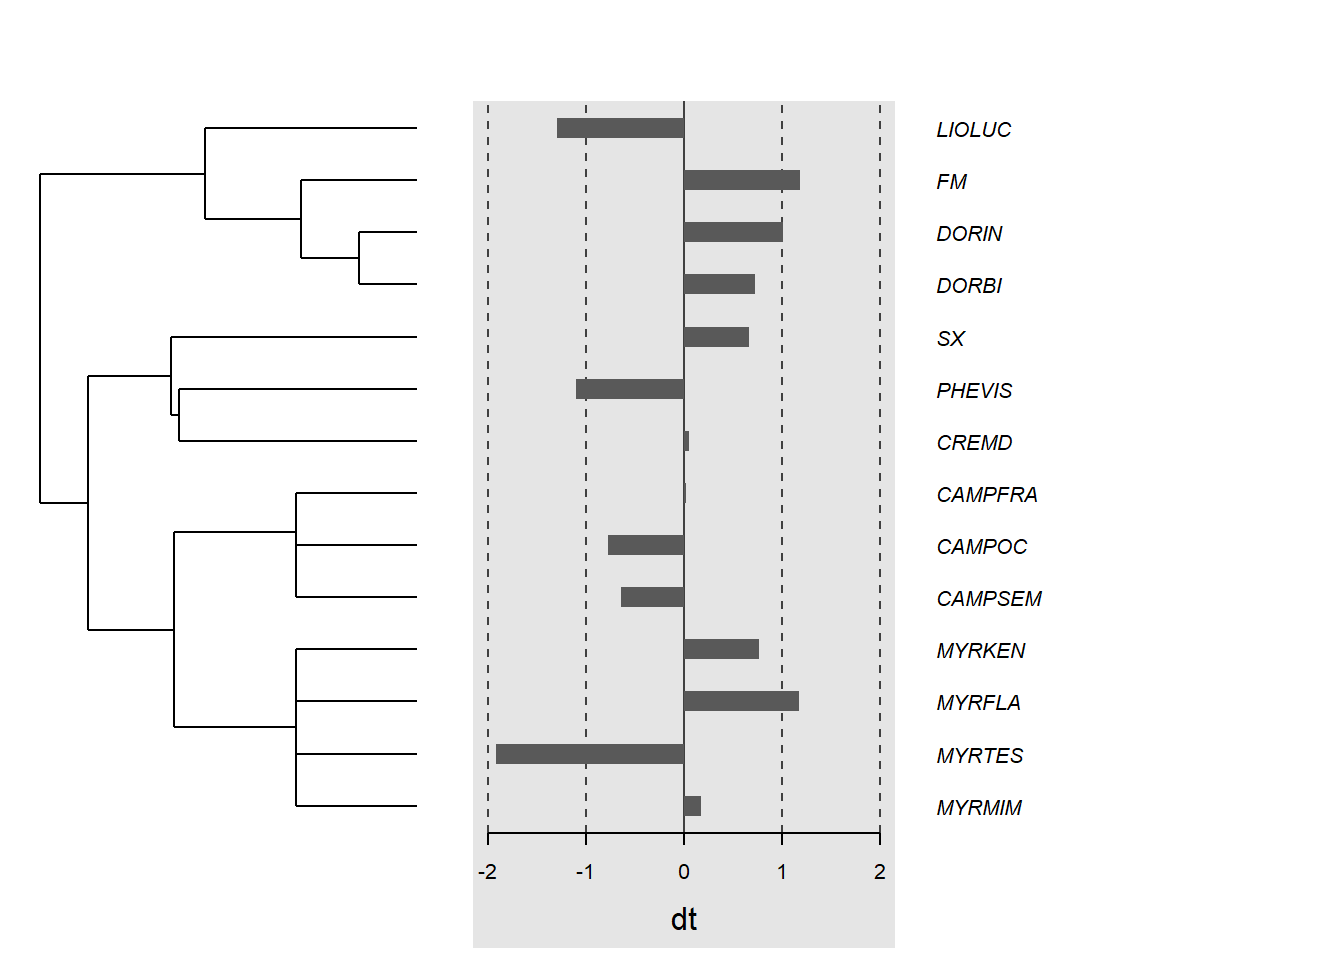 LIOLUC
FM
DORIN
DORBI
SX
PHEVIS
CREMD
CAMPFRA
CAMPOC
CAMPSEM
MYRKEN
MYRFLA
MYRTES
MYRMIM
-2 -1 0 1 2
dt